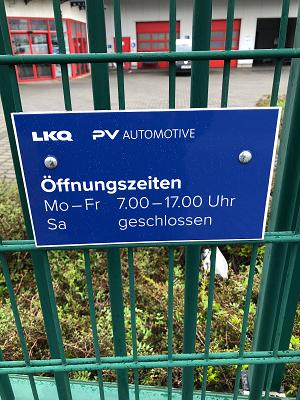 LKQ PV AUTOMOTIVE
Öffnungszeiten
Mo–Fr 7.00–17.00 Uhr
Sa geschlossen